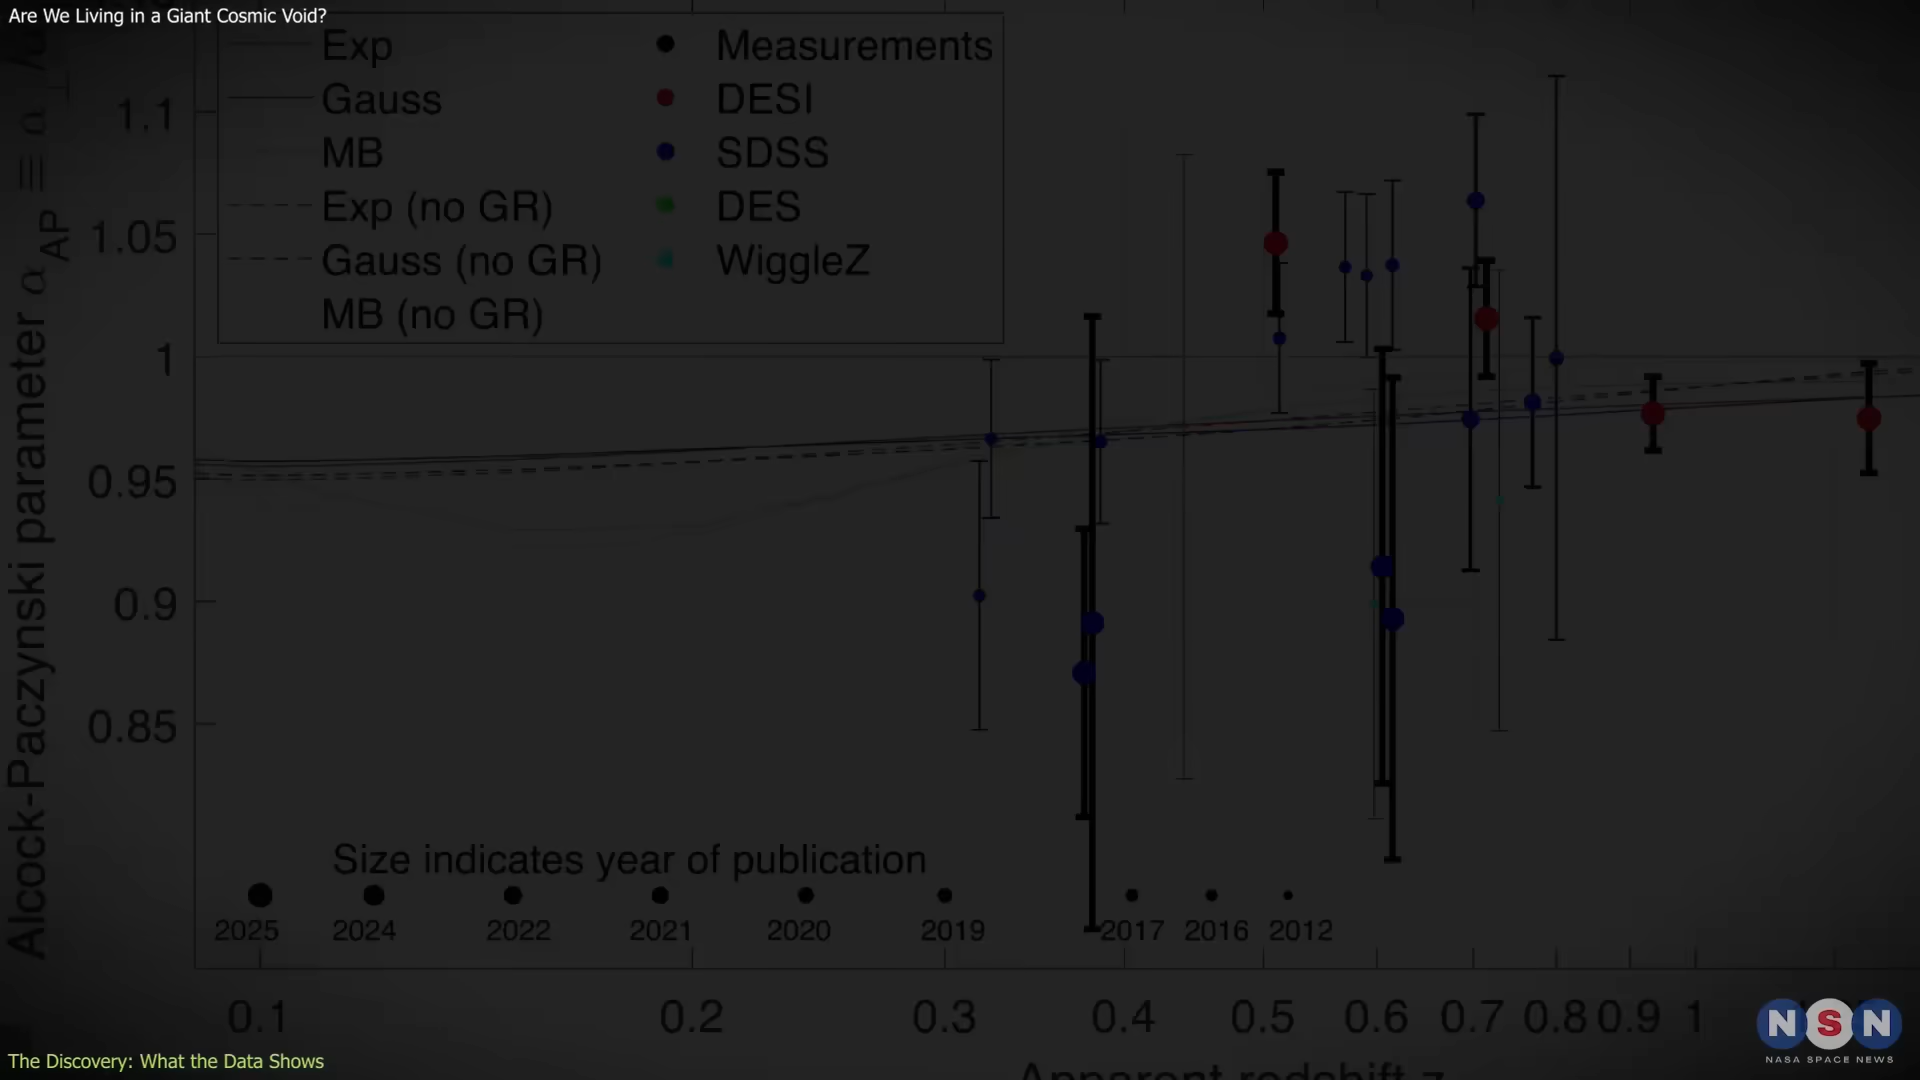 Are We Living in a Giant Cosmic Void?
Exp
Gauss
MB
Exp (no GR)
Gauss (no GR)
MB (no GR)
Measurements
DESI
SDSS
DES
WiggleZ
Alcock-Paczynski parameter α AP ≡ α
1.1
1.05
1
0.95
0.9
0.85
Size indicates year of publication
2025 2024 2022 2021 2020 2019 2017 2016 2012
0.1 0.2 0.3 0.4 0.5 0.6 0.7 0.8 0.9 1
Apparent redshift z
The Discovery: What the Data Shows
NSN
NASA SPACE NEWS